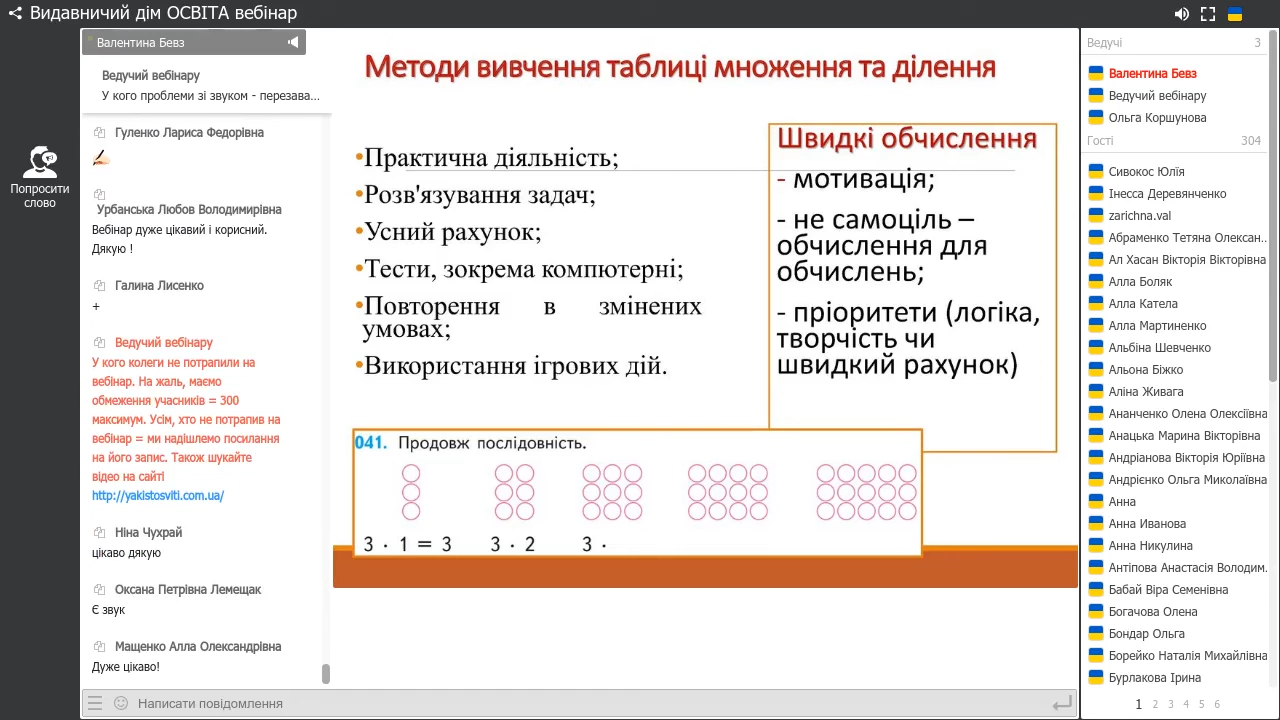 Видавничий дім ОСВІТА вебінар
Попросити
слово
Валентина Бевз
Ведучий вебінару
У кого проблеми зі звуком - перезава...
Гуленко Лариса Федорівна
Урбанська Любов Володимирівна
Вебінар дуже цікавий і корисний.
Дякую !
Галина Лисенко
+
Ведучий вебінару
У кого колеги не потрапили на
вебінар. На жаль, маємо
обмеження учасників = 300
максимум. Усім, хто не потрапив на
вебінар = ми надішлемо посилання
на його запис. Також шукайте
відео на сайті
http://yakistosviti.com.ua/
Ніна Чухрай
цікаво дякую
Оксана Петрівна Лемещак
Є звук
Мащенко Алла Олександрівна
Дуже цікаво!
Написати повідомлення
Методи вивчення таблиці множення та ділення
•Практична діяльність;
•Розв'язування задач;
•Усний рахунок;
•Тести, зокрема компютерні;
•Повторення в змінених
умовах;
•Використання ігрових дій.
Швидкі обчислення
- мотивація;
- не самоціль –
обчислення для
обчислень;
- пріоритети (логіка,
творчість чи
швидкий рахунок)
041. Продовж послідовність.
3 · 1 = 3 3 · 2 3 ·
Ведучі 3
Валентина Бевз
Ведучий вебінару
Ольга Коршунова
Гості 304
Сивокос Юлїя
Інесса Деревянченко
zarichna.val
Абраменко Тетяна Олексан..
Ал Хасан Вікторія Вікторівна
Алла Боляк
Алла Катела
Алла Мартиненко
Альбіна Шевченко
Альона Біжко
Аліна Живага
Ананченко Олена Олексіївна
Анацька Марина Вікторівна
Андріанова Вікторія Юріївна
Андрієнко Ольга Миколаївна
Анна
Анна Иванова
Анна Никулина
Антіпова Анастасія Володим.
Бабай Віра Семенівна
Богачова Олена
Бондар Ольга
Борейко Наталія Михайлівна
Бурлакова Ірина
1 2 3 4 5 6